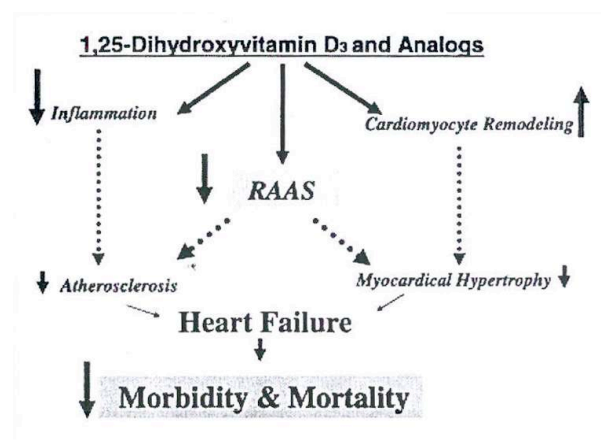 1,25-Dihydroxyvitamin D3 and Analogs
Inflammation
Cardiomyocyte Remodeling
RAAS
Atherosclerosis
Myocardical Hypertrophy
Heart Failure
Morbidity & Mortality